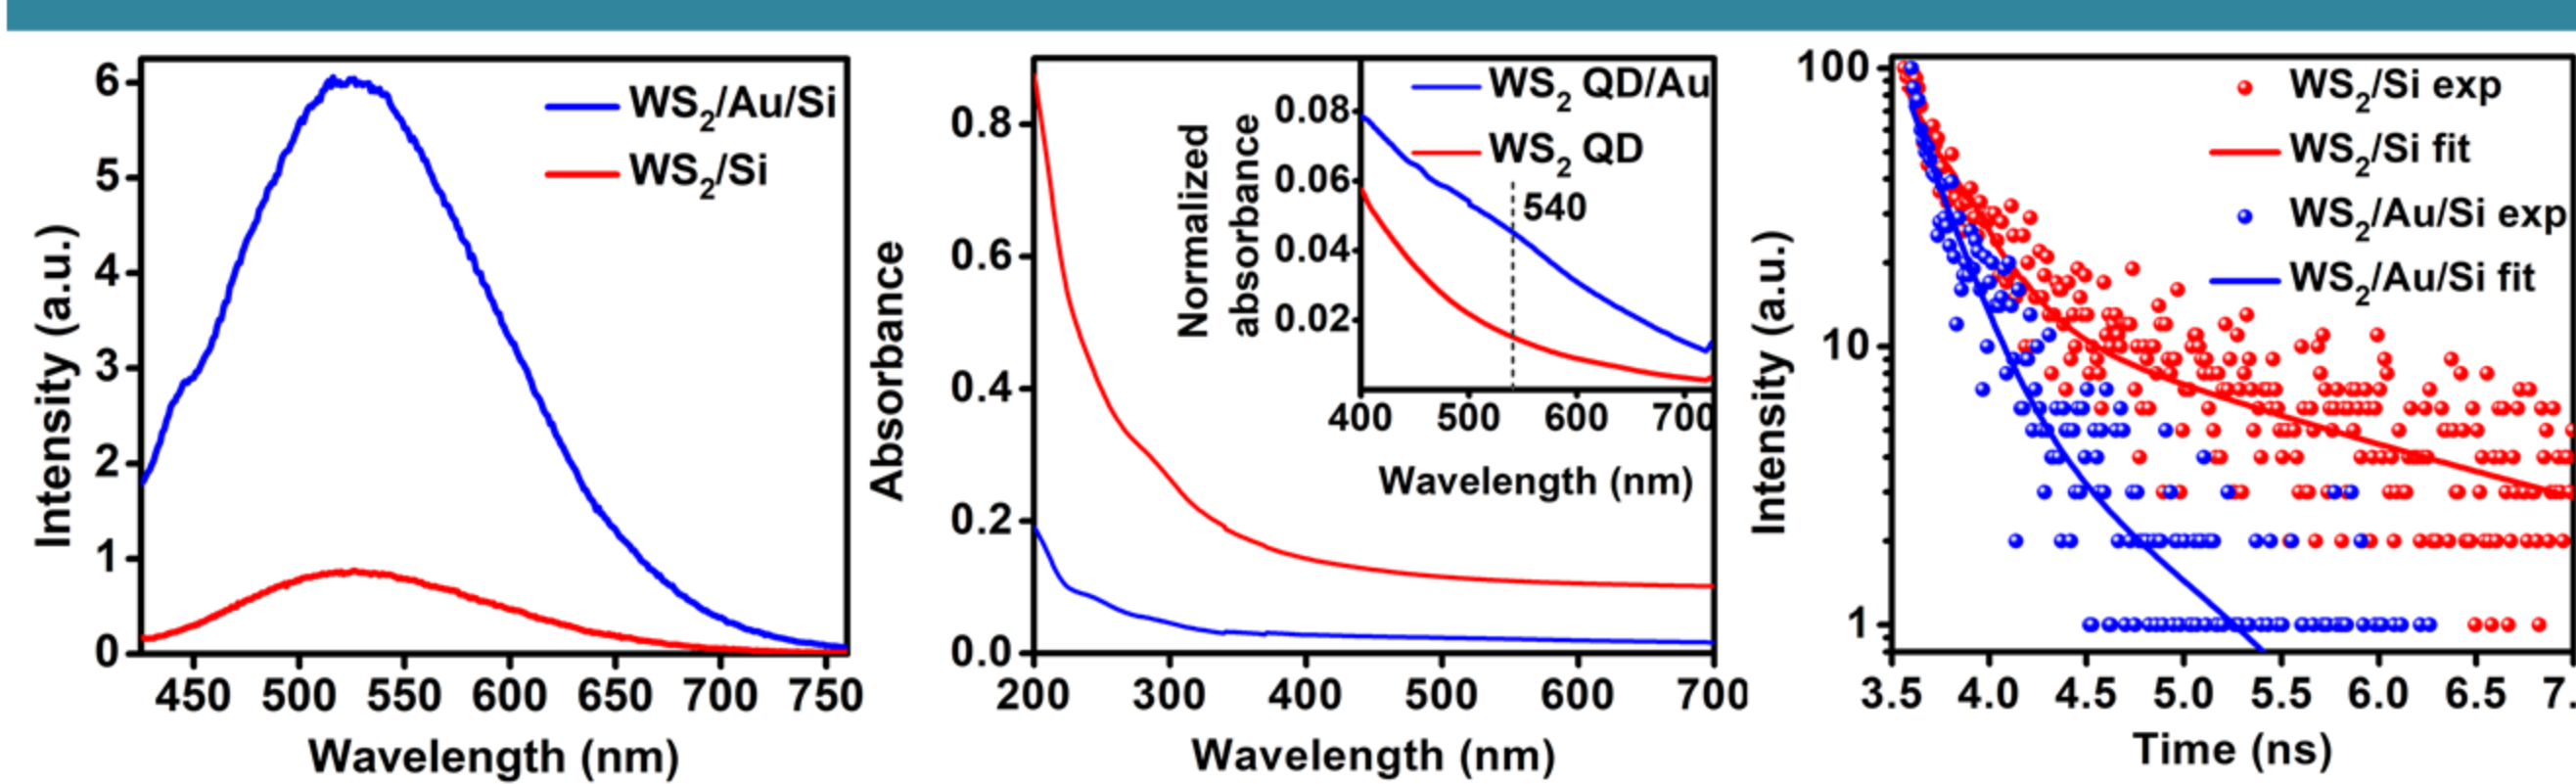 6
5
4
3
2
1
0
Intensity (a.u.)
WS2/Au/Si
WS2/Si
450 500 550 600 650 700 750
Wavelength (nm)
0.8
0.6
0.4
0.2
0.0
Absorbance
200 300 400 500 600 700
Wavelength (nm)
Normalized
absorbance
0.08
0.06
0.04
0.02
WS2 QD/Au
WS2 QD
540
400 500 600 700
Wavelength (nm)
100
10
1
Intensity (a.u.)
WS2/Si exp
WS2/Si fit
WS2/Au/Si exp
WS2/Au/Si fit
3.5 4.0 4.5 5.0 5.5 6.0 6.5 7.
Time (ns)